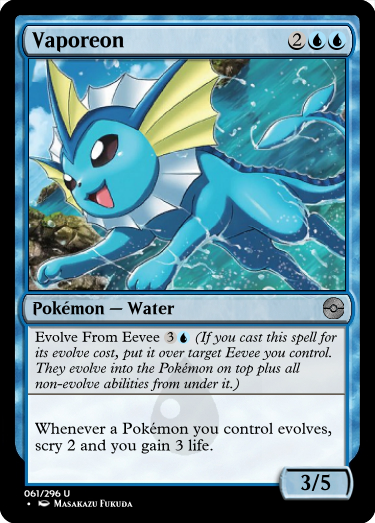 Vaporeon 2
Pokémon — Water
Evolve From Eevee 3 (If you cast this spell for
its evolve cost, put it over target Eevee you control.
They evolve into the Pokémon on top plus all
non-evolve abilities from under it.)
Whenever a Pokémon you control evolves,
scry 2 and you gain 3 life.
3/5
061/296 U
• Masakazu Fukuda